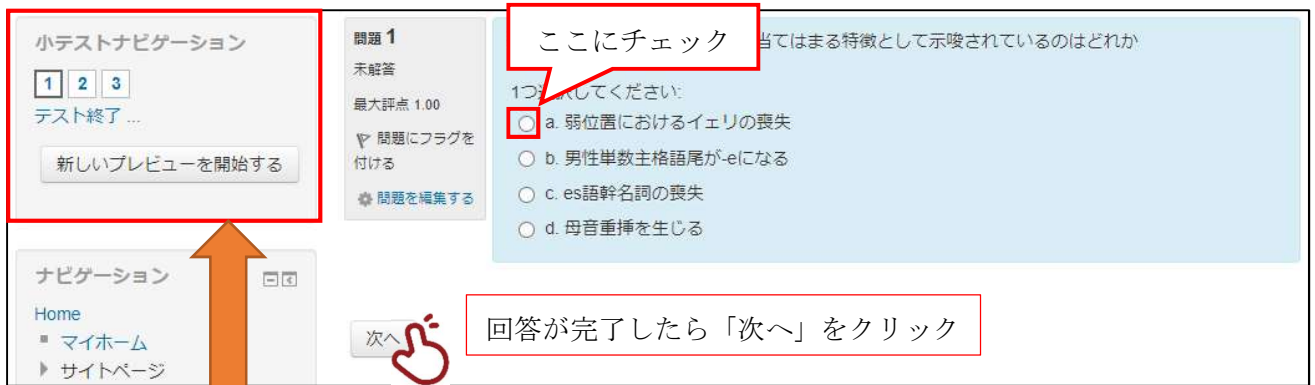 小テストナビゲーション
1 2 3
テスト終了 ...
新しいプレビューを開始する
ナビゲーション
Home
マイホーム
サイトページ
問題 1
未解答
最大評点 1.00
問題にフラグを
付ける
問題を編集する
ここにチェック
当てはまる特徴として示唆されているのはどれか
1つ してください:
a. 弱位置におけるイェリの喪失
b. 男性単数主格語尾が-eになる
c. es語幹名詞の喪失
d. 母音重挿を生じる
次へ
回答が完了したら「次へ」をクリック